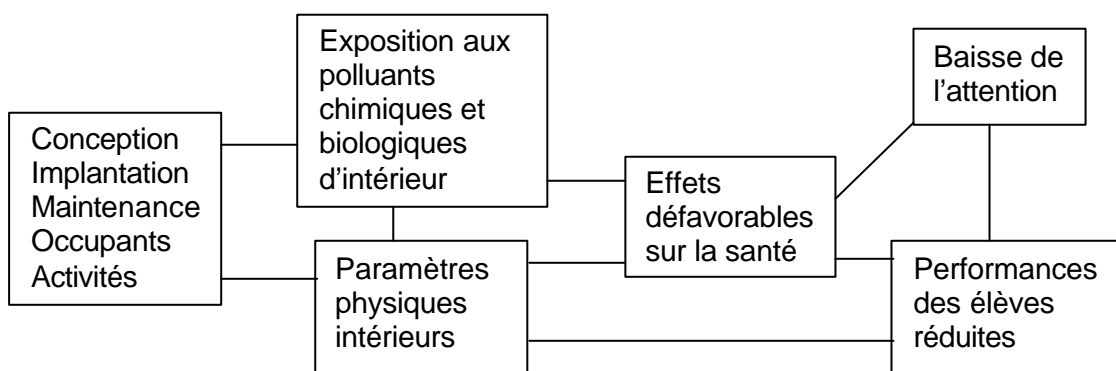 Conception
Implantation
Maintenance
Occupants
Activités
Exposition aux
polluants
chimiques et
biologiques
d’intérieur
Paramètres
physiques
intérieurs
Effets
défavorables
sur la santé
Baisse de
l’attention
Performances
des élèves
réduites